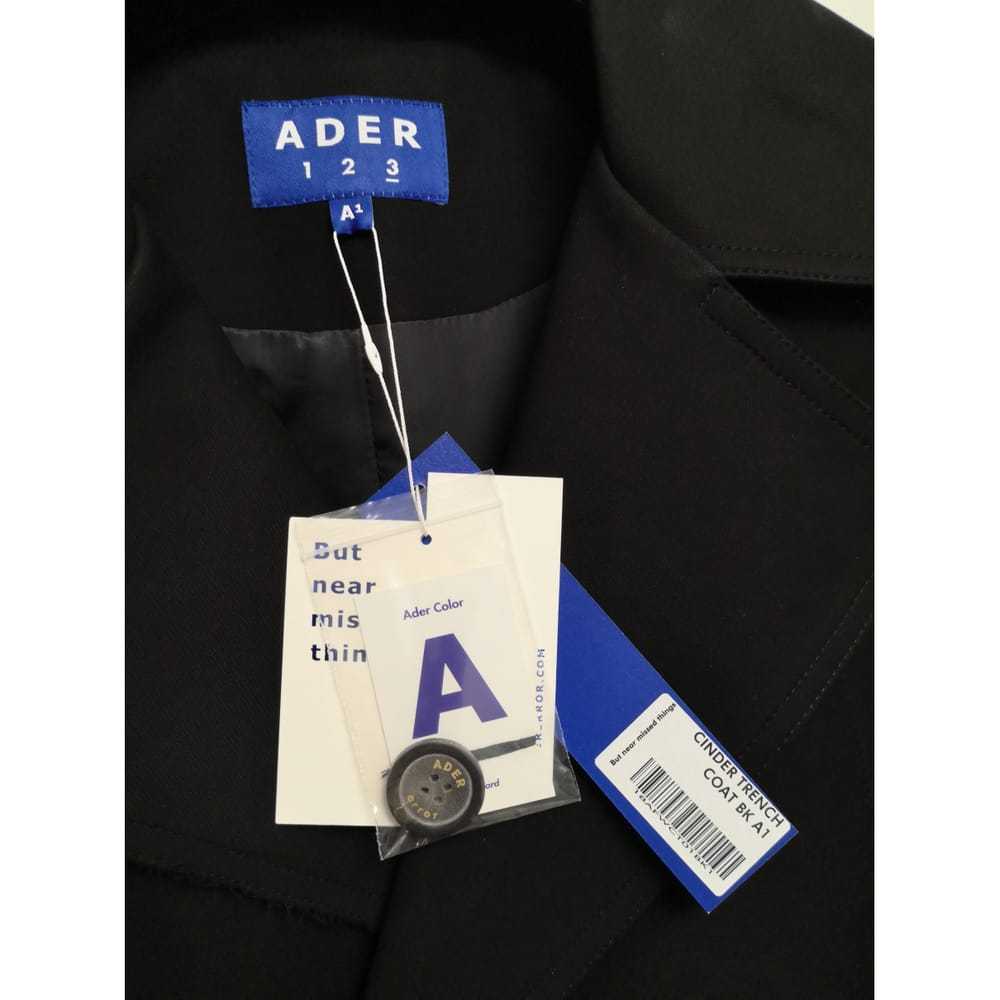 ADER
1 2 3
A¹
But
near
mis
thin
Ader Color
A
ADER
error
But near missed things
CINDER TRENCH
COAT BK A1